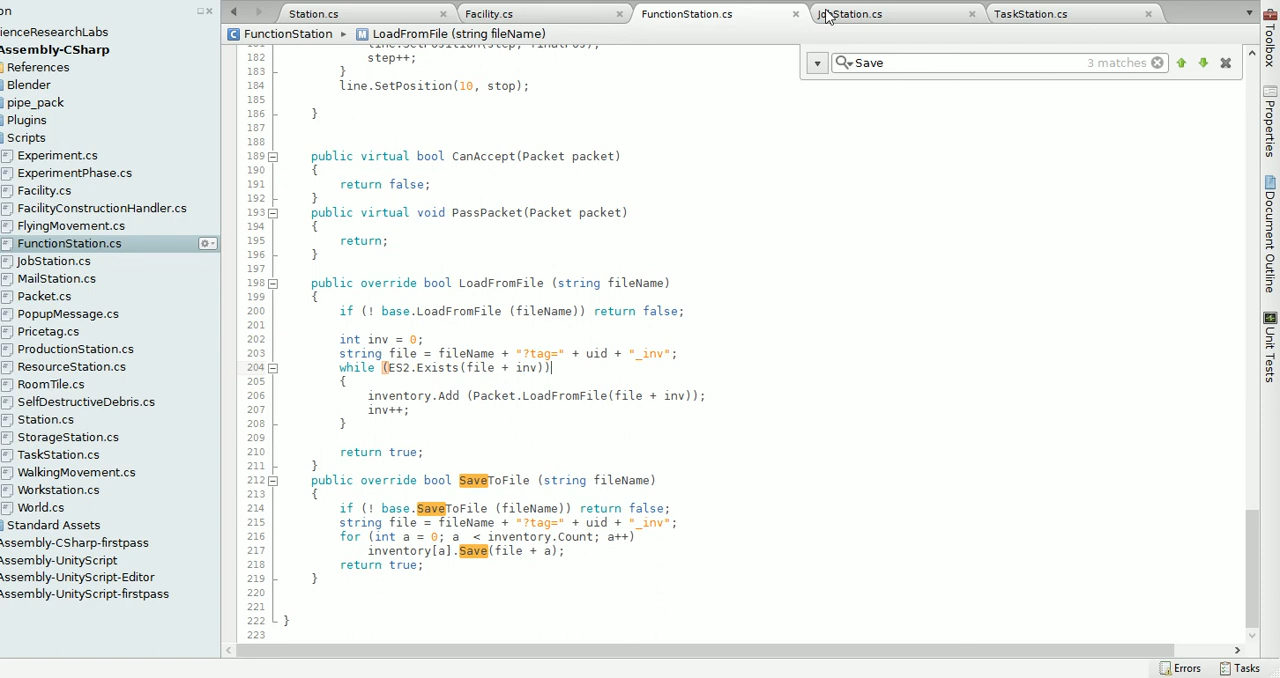 on
Station.cs
Facility.cs
FunctionStation.cs
TaskStation.cs
ienceResearchLabs
Assembly-CSharp
References
Blender
pipe_pack
Plugins
Scripts
Experiment.cs
ExperimentPhase.cs
Facility.cs
FacilityConstructionHandler.cs
FlyingMovement.cs
FunctionStation.cs
JobStation.cs
MailStation.cs
Packet.cs
PopupMessage.cs
Pricetag.cs
ProductionStation.cs
ResourceStation.cs
RoomTile.cs
SelfDestructiveDebris.cs
Station.cs
StorageStation.cs
TaskStation.cs
WalkingMovement.cs
Workstation.cs
World.cs
Standard Assets
Assembly-CSharp-firstpass
Assembly-UnityScript
Assembly-UnityScript-Editor
Assembly-UnityScript-firstpass
FunctionStation
LoadFromFile (string fileName)
Save
3 matches
182 step++;
183 }
184 line.SetPosition(10, stop);
185
186 }
187
188
189 public virtual bool CanAccept(Packet packet)
190 {
191 return false;
192 }
193 public virtual void PassPacket(Packet packet)
194 {
195 return;
196 }
197
198 public override bool LoadFromFile (string fileName)
199 {
200 if (! base.LoadFromFile (fileName)) return false;
201
202 int inv = 0;
203 string file = fileName + "?tag=" + uid + "_inv";
204 while (ES2.Exists(file + inv))
205 {
206 inventory.Add (Packet.LoadFromFile(file + inv));
207 inv++;
208 }
209
210 return true;
211 }
212 public override bool SaveToFile (string fileName)
213 {
214 if (! base.SaveToFile (fileName)) return false;
215 string file = fileName + "?tag=" + uid + "_inv";
216 for (int a = 0; a < inventory.Count; a++)
217 inventory[a].Save(file + a);
218 return true;
219 }
220
221
222 }
223
Toolbox
Properties
Document Outline
Unit Tests
Errors
Tasks